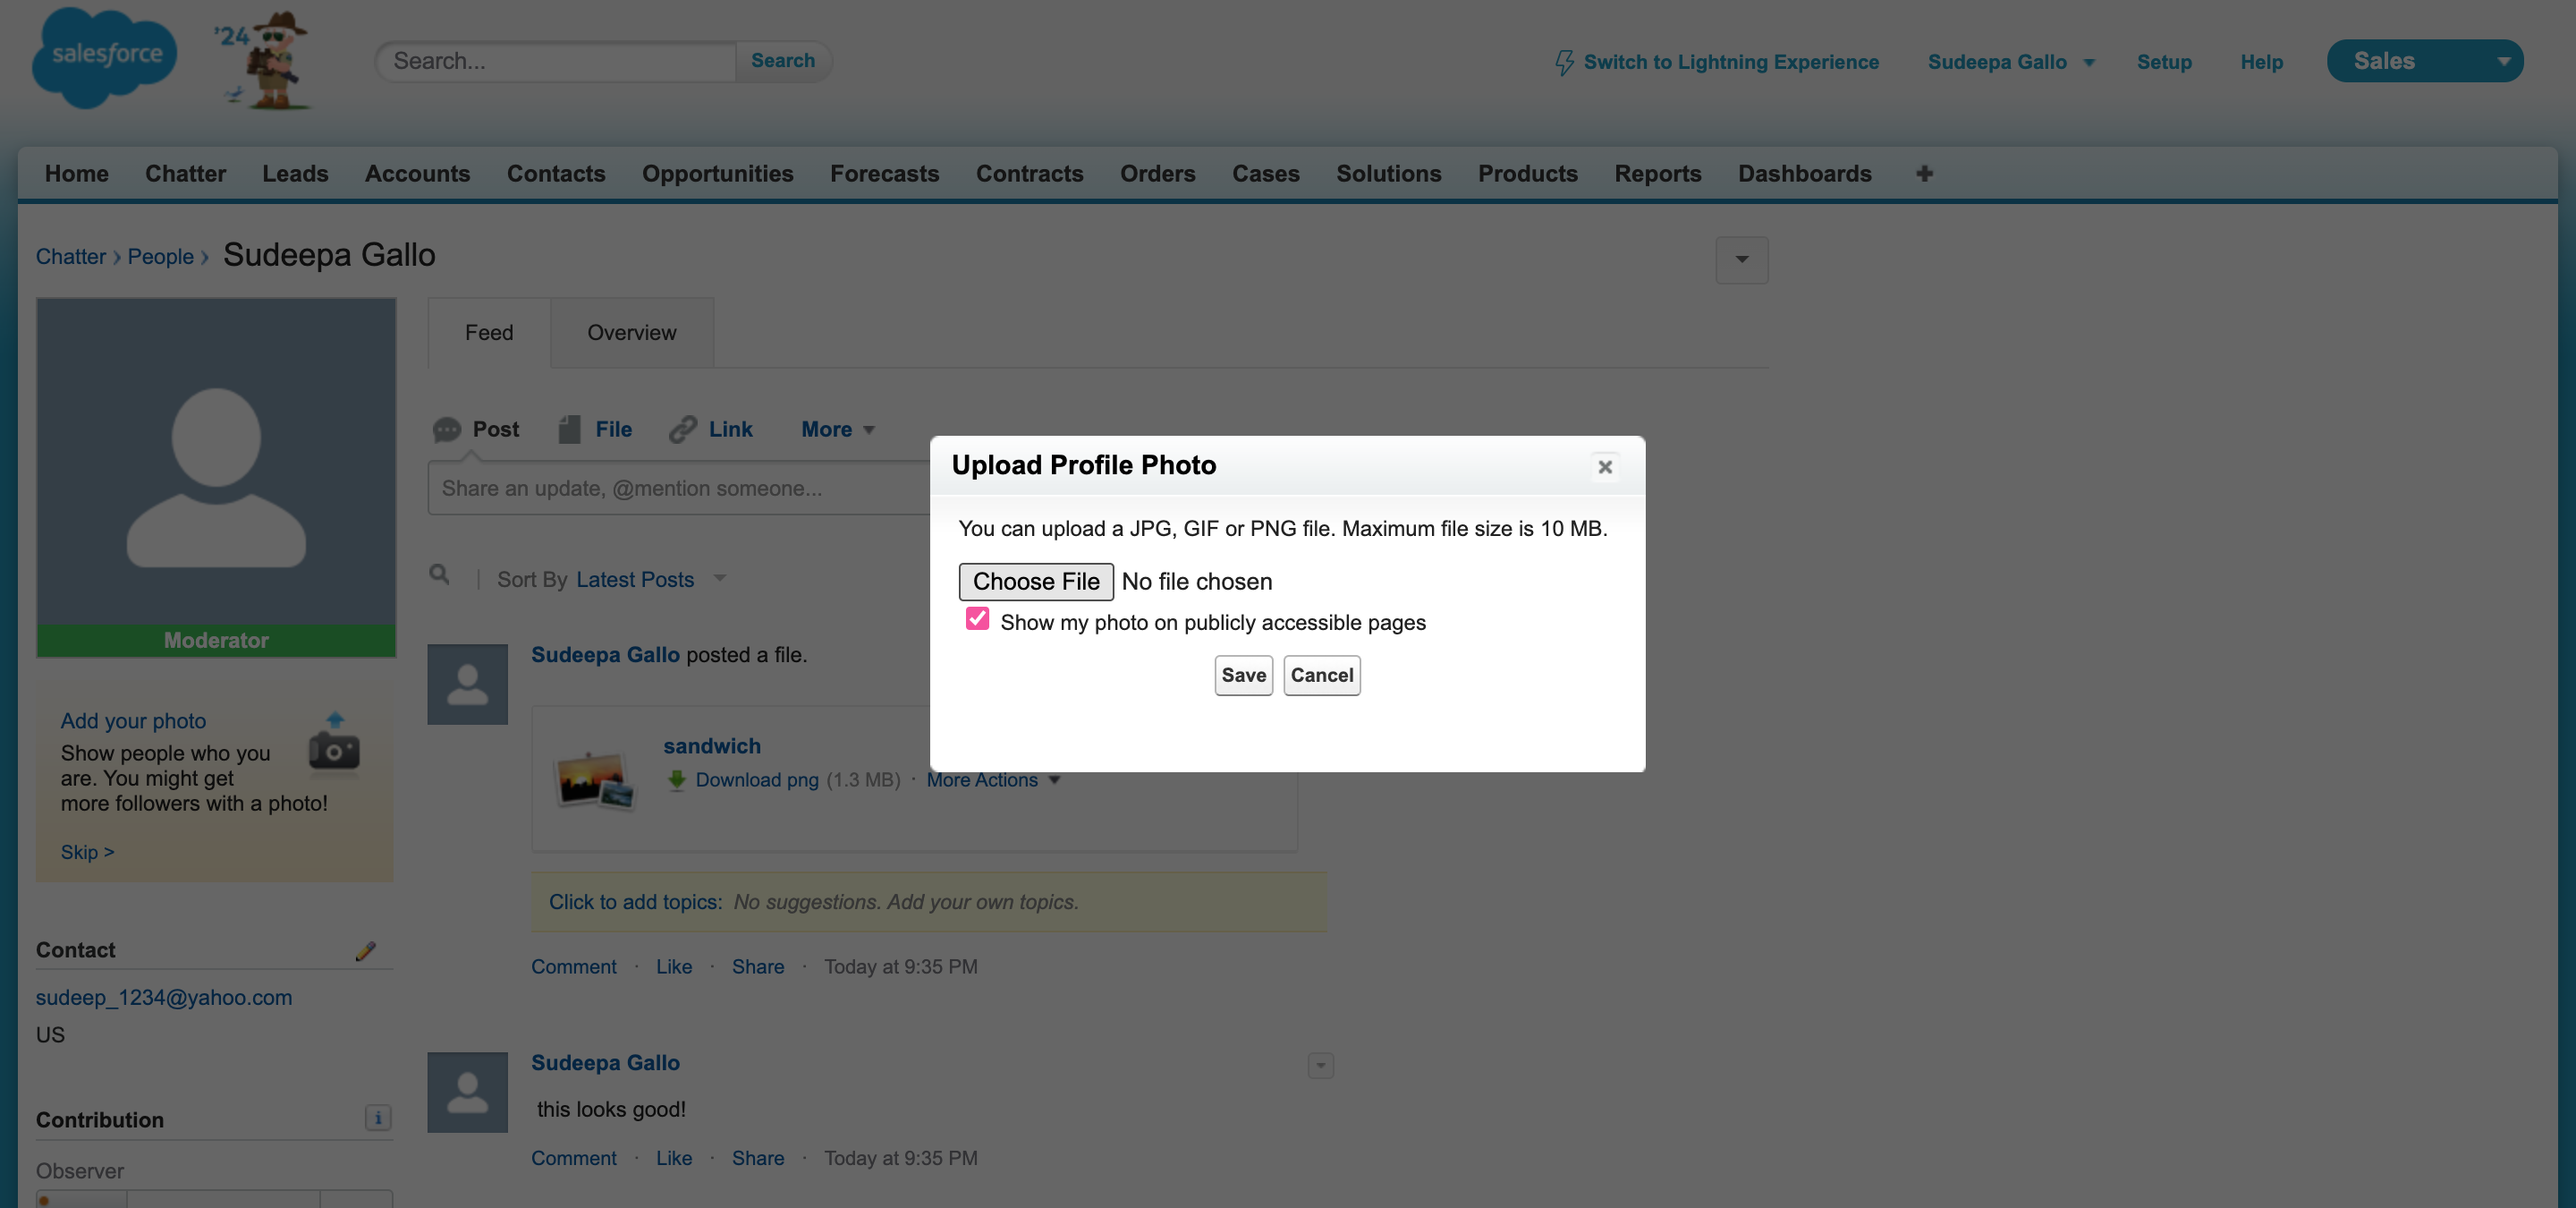 salesforce
'24
Search...
Search
Switch to Lightning Experience
Sudeepa Gallo
Setup
Help
Sales
Home
Chatter
Leads
Accounts
Contacts
Opportunities
Forecasts
Contracts
Orders
Cases
Solutions
Products
Reports
Dashboards
Chatter › People › Sudeepa Gallo
Moderator
Add your photo
Show people who you
are. You might get
more followers with a photo!
Skip >
Contact
sudeep_1234@yahoo.com
US
Contribution
i
Observer
Feed
Overview
Post
File
Link
More
Share an update, @mention someone...
Sort By Latest Posts
Sudeepa Gallo posted a file.
sandwich
Download png (1.3 MB) · More Actions
Click to add topics: No suggestions. Add your own topics.
Comment · Like · Share · Today at 9:35 PM
Sudeepa Gallo
this looks good!
Comment · Like · Share · Today at 9:35 PM
Upload Profile Photo
You can upload a JPG, GIF or PNG file. Maximum file size is 10 MB.
Choose File No file chosen
Show my photo on publicly accessible pages
Save
Cancel